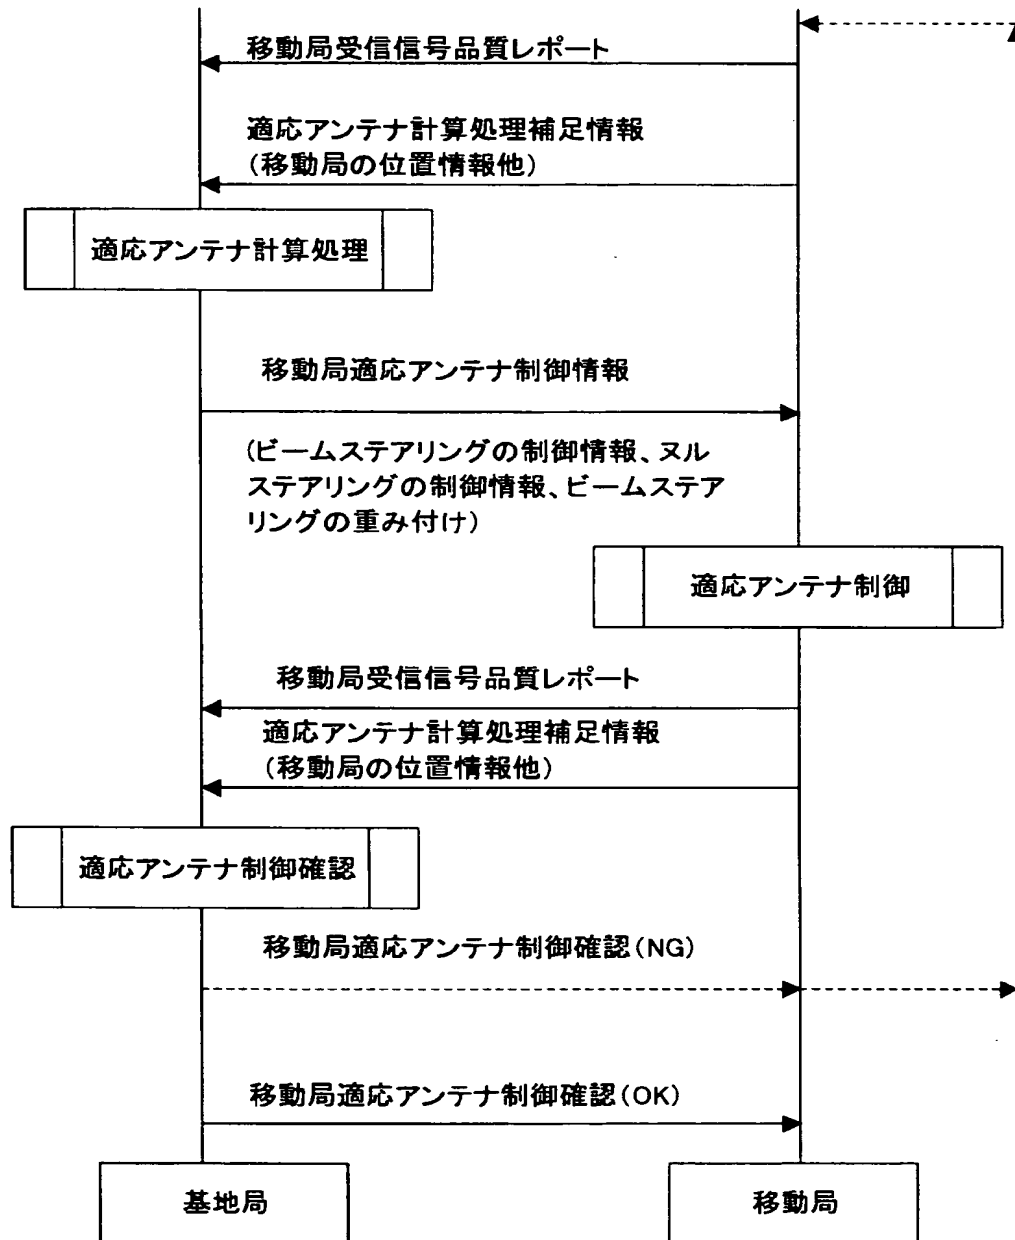 移動局受信信号品質レポート
適応アンテナ計算処理補足情報
(移動局の位置情報他)
適応アンテナ計算処理
移動局適応アンテナ制御情報
(ビームステアリングの制御情報、ヌル
ステアリングの制御情報、ビームステア
リングの重み付け)
適応アンテナ制御
移動局受信信号品質レポート
適応アンテナ計算処理補足情報
(移動局の位置情報他)
適応アンテナ制御確認
移動局適応アンテナ制御確認(NG)
移動局適応アンテナ制御確認(OK)
基地局
移動局